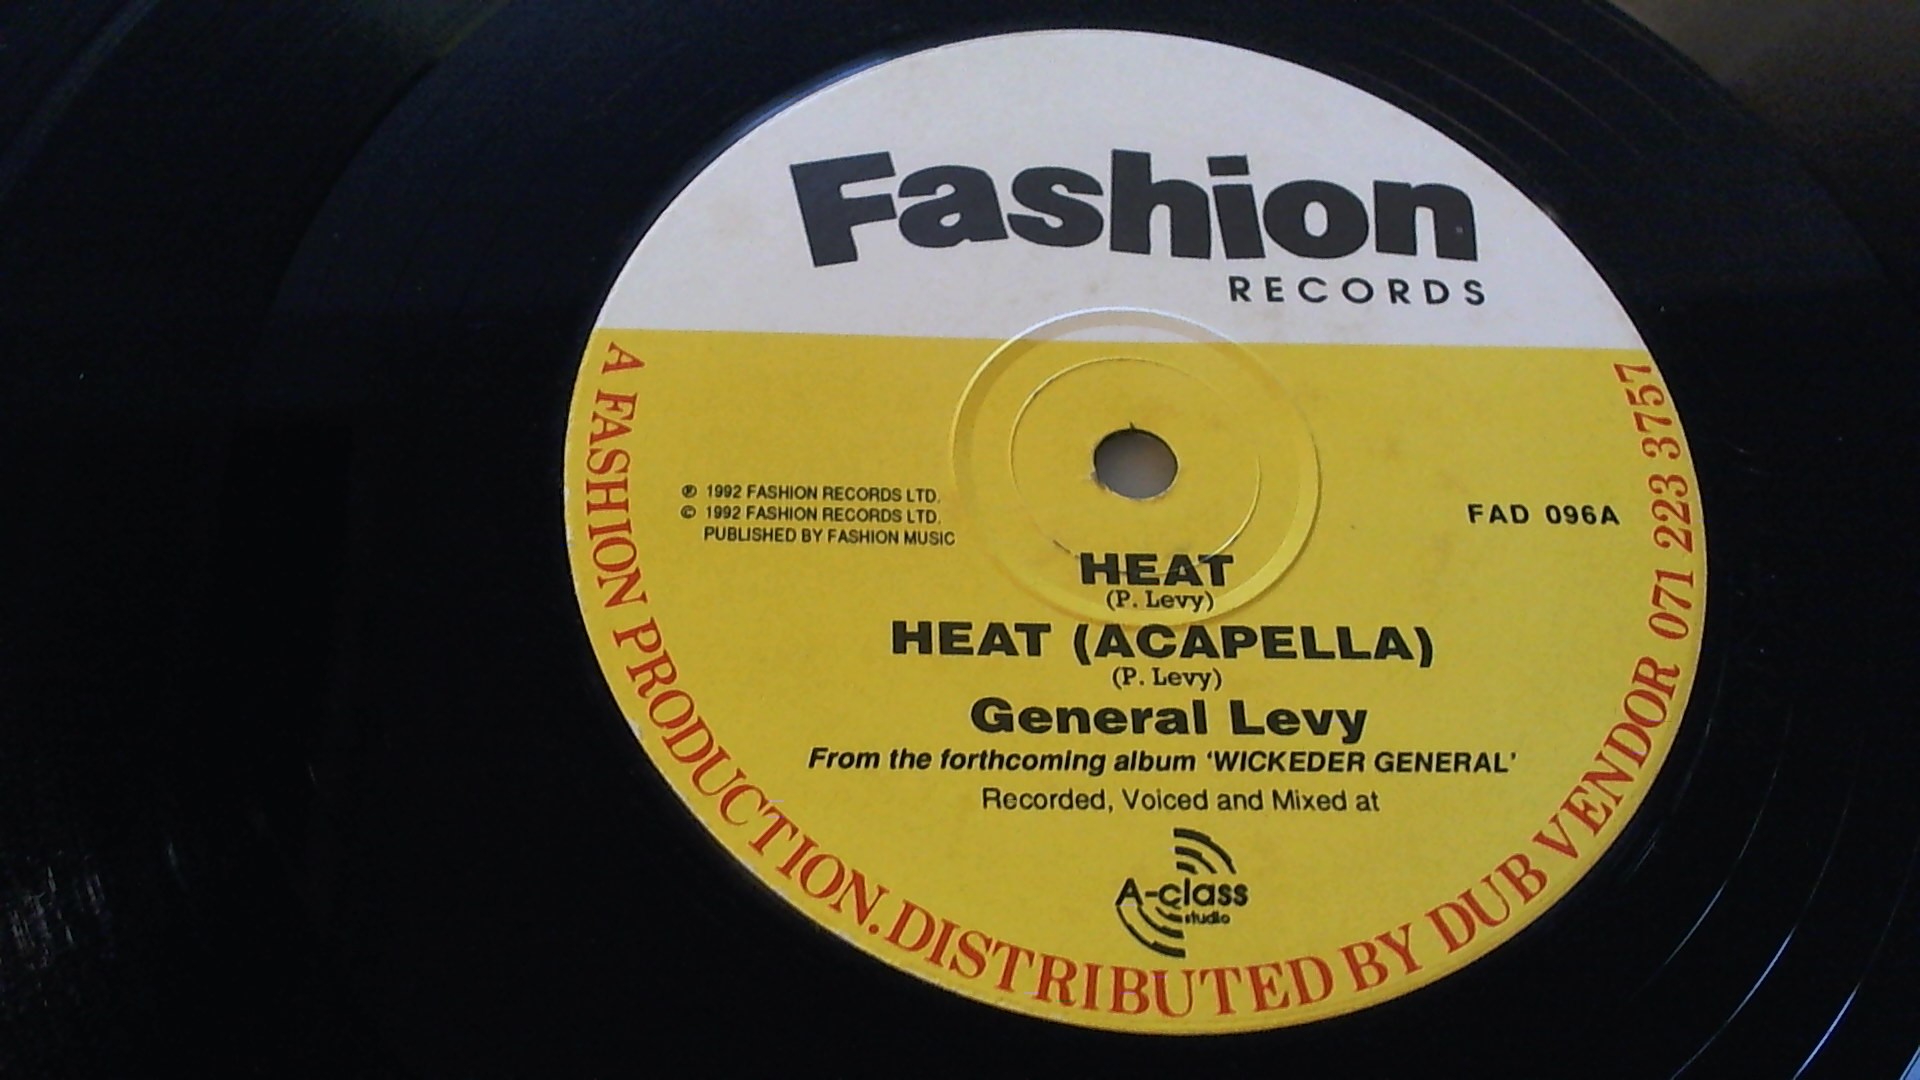 Fashion
RECORDS
℗ 1992 FASHION RECORDS LTD.
© 1992 FASHION RECORDS LTD.
PUBLISHED BY FASHION MUSIC
FAD 096A
HEAT
(P. Levy)
HEAT (ACAPELLA)
(P. Levy)
General Levy
From the forthcoming album ‘WICKEDER GENERAL’
Recorded, Voiced and Mixed at
A-class
studio
A FASHION PRODUCTION. DISTRIBUTED BY DUB VENDOR 071 223 3757